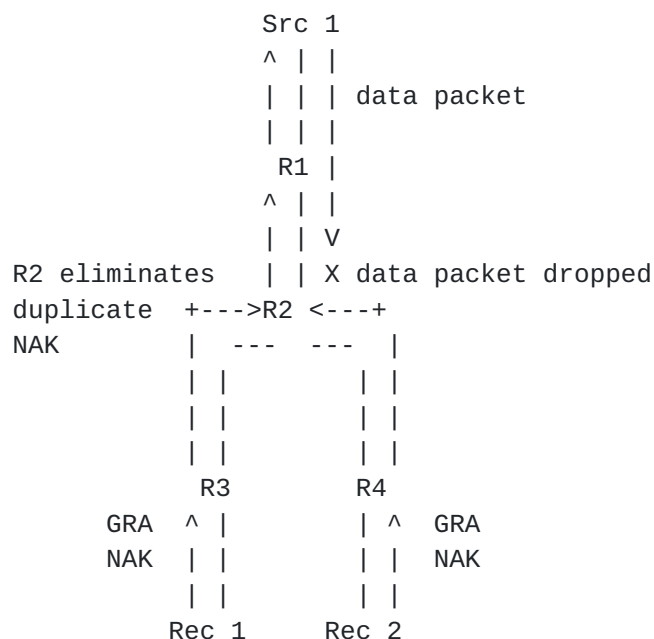 Src 1
^ | |
| | | data packet
| | |
R1 |
^ | |
| | V
R2 eliminates | | X data packet dropped
duplicate +--->R2 <---+
NAK | --- --- |
| | | |
| | | |
| | | |
R3 R4
GRA ^ | | ^ GRA
NAK | | | | NAK
| | | |
Rec 1 Rec 2